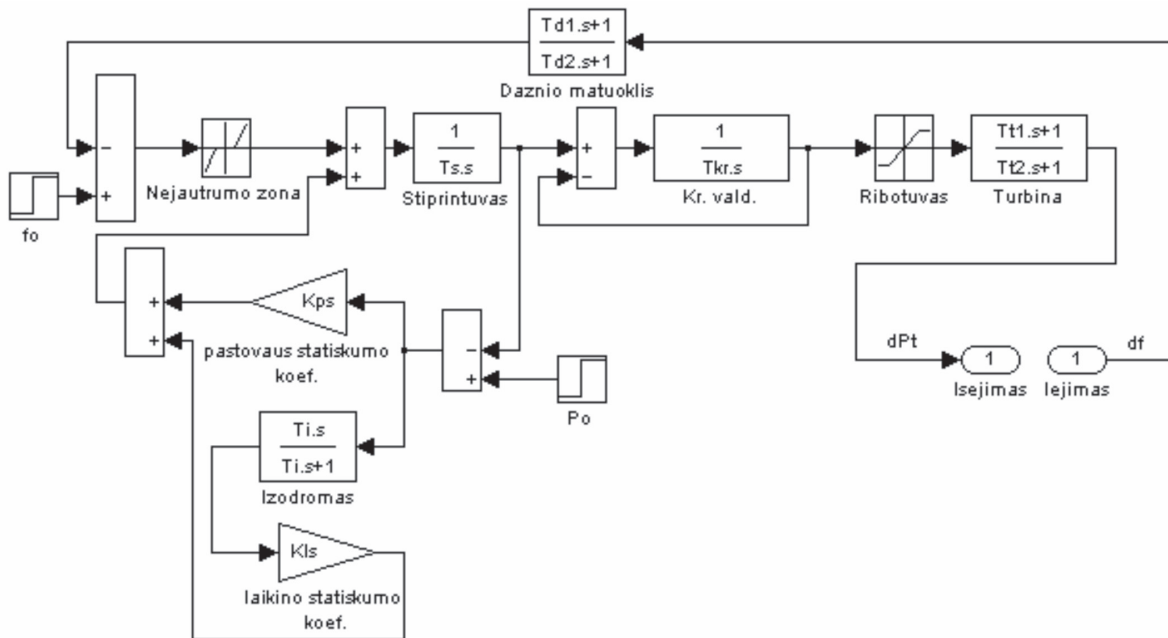 Td1.s+1
Td2.s+1
Daznio matuoklis
−
+
fo
Nejautrumo zona
+
+
1
Ts.s
Stiprintuvas
+
−
1
Tkr.s
Kr. vald.
Ribotuvas
Tt1.s+1
Tt2.s+1
Turbina
+
+
Kps
pastovaus statiskumo
koef.
−
+
Po
dPt
1
Isejimas
1
Iejimas
df
Ti.s
Ti.s+1
Izodromas
Kls
laikino statiskumo
koef.